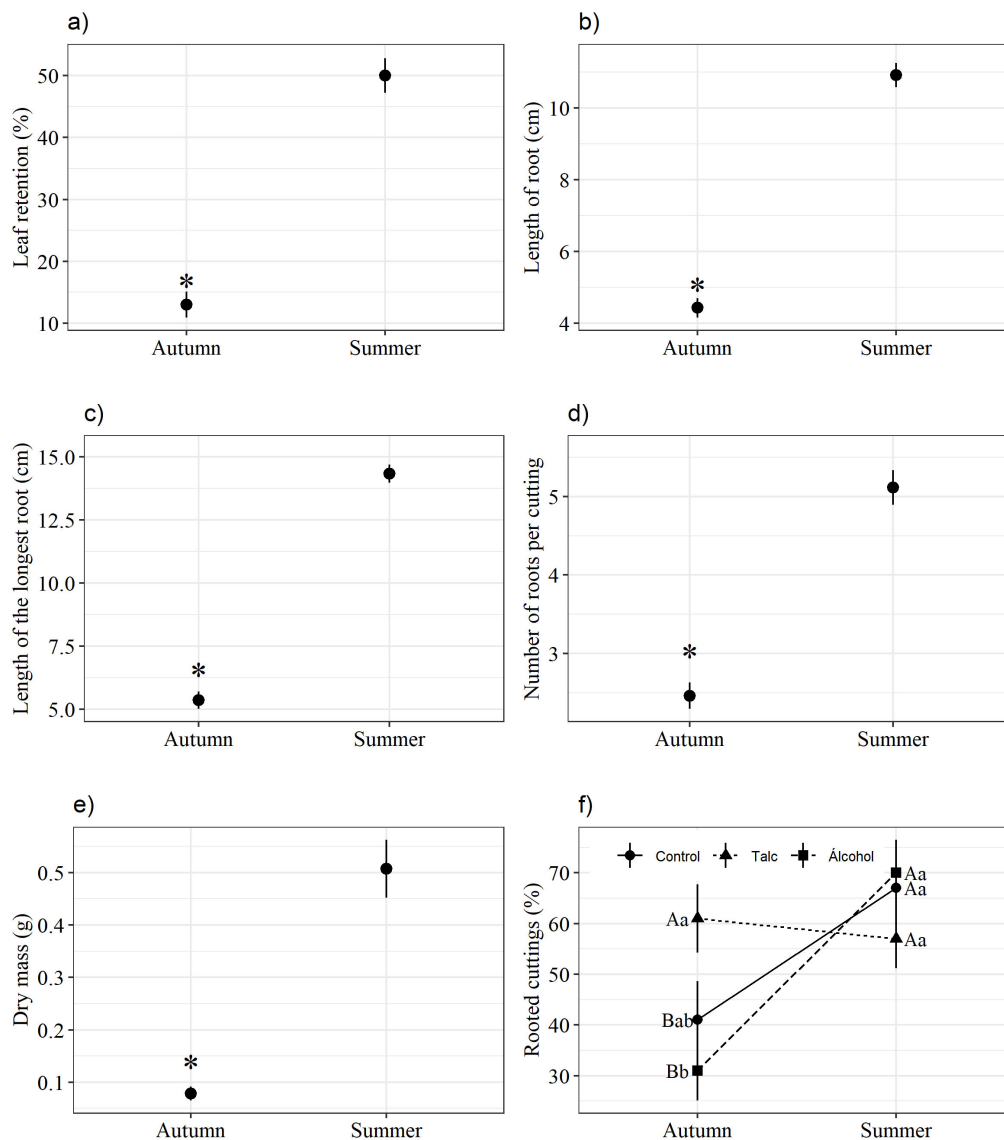 a)
Leaf retention (%)
50
40
30
20
10
*
Autumn Summer
b)
Length of root (cm)
10
8
6
4
*
Autumn Summer
c)
Length of the longest root (cm)
15.0
12.5
10.0
7.5
5.0
*
Autumn Summer
d)
Number of roots per cutting
5
4
3
*
Autumn Summer
e)
Dry mass (g)
0.5
0.4
0.3
0.2
0.1
*
Autumn Summer
f)
Rooted cuttings (%)
Control Talc Álcohol
70
60
50
40
30
Aa
Bab
Bb
Aa
Aa
Aa
Autumn Summer